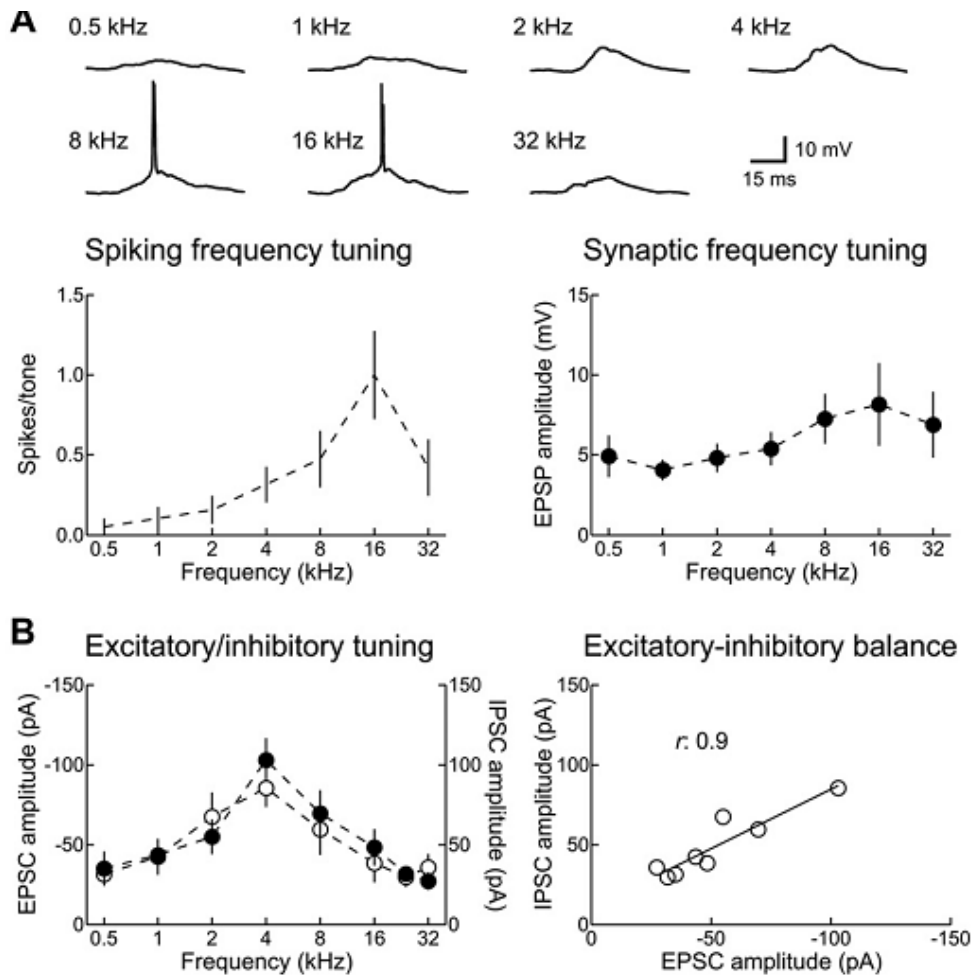 A
0.5 kHz
1 kHz
2 kHz
4 kHz
8 kHz
16 kHz
32 kHz
10 mV
15 ms
Spiking frequency tuning
1.5
1.0
0.5
0.0
Spikes/tone
0.5 1 2 4 8 16 32
Frequency (kHz)
Synaptic frequency tuning
15
10
5
0
EPSP amplitude (mV)
0.5 1 2 4 8 16 32
Frequency (kHz)
B
Excitatory/inhibitory tuning
-150
-100
-50
0
EPSC amplitude (pA)
150
100
50
0
IPSC amplitude (pA)
0.5 1 2 4 8 16 32
Frequency (kHz)
Excitatory-inhibitory balance
150
100
50
0
IPSC amplitude (pA)
r: 0.9
0 -50 -100 -150
EPSC amplitude (pA)